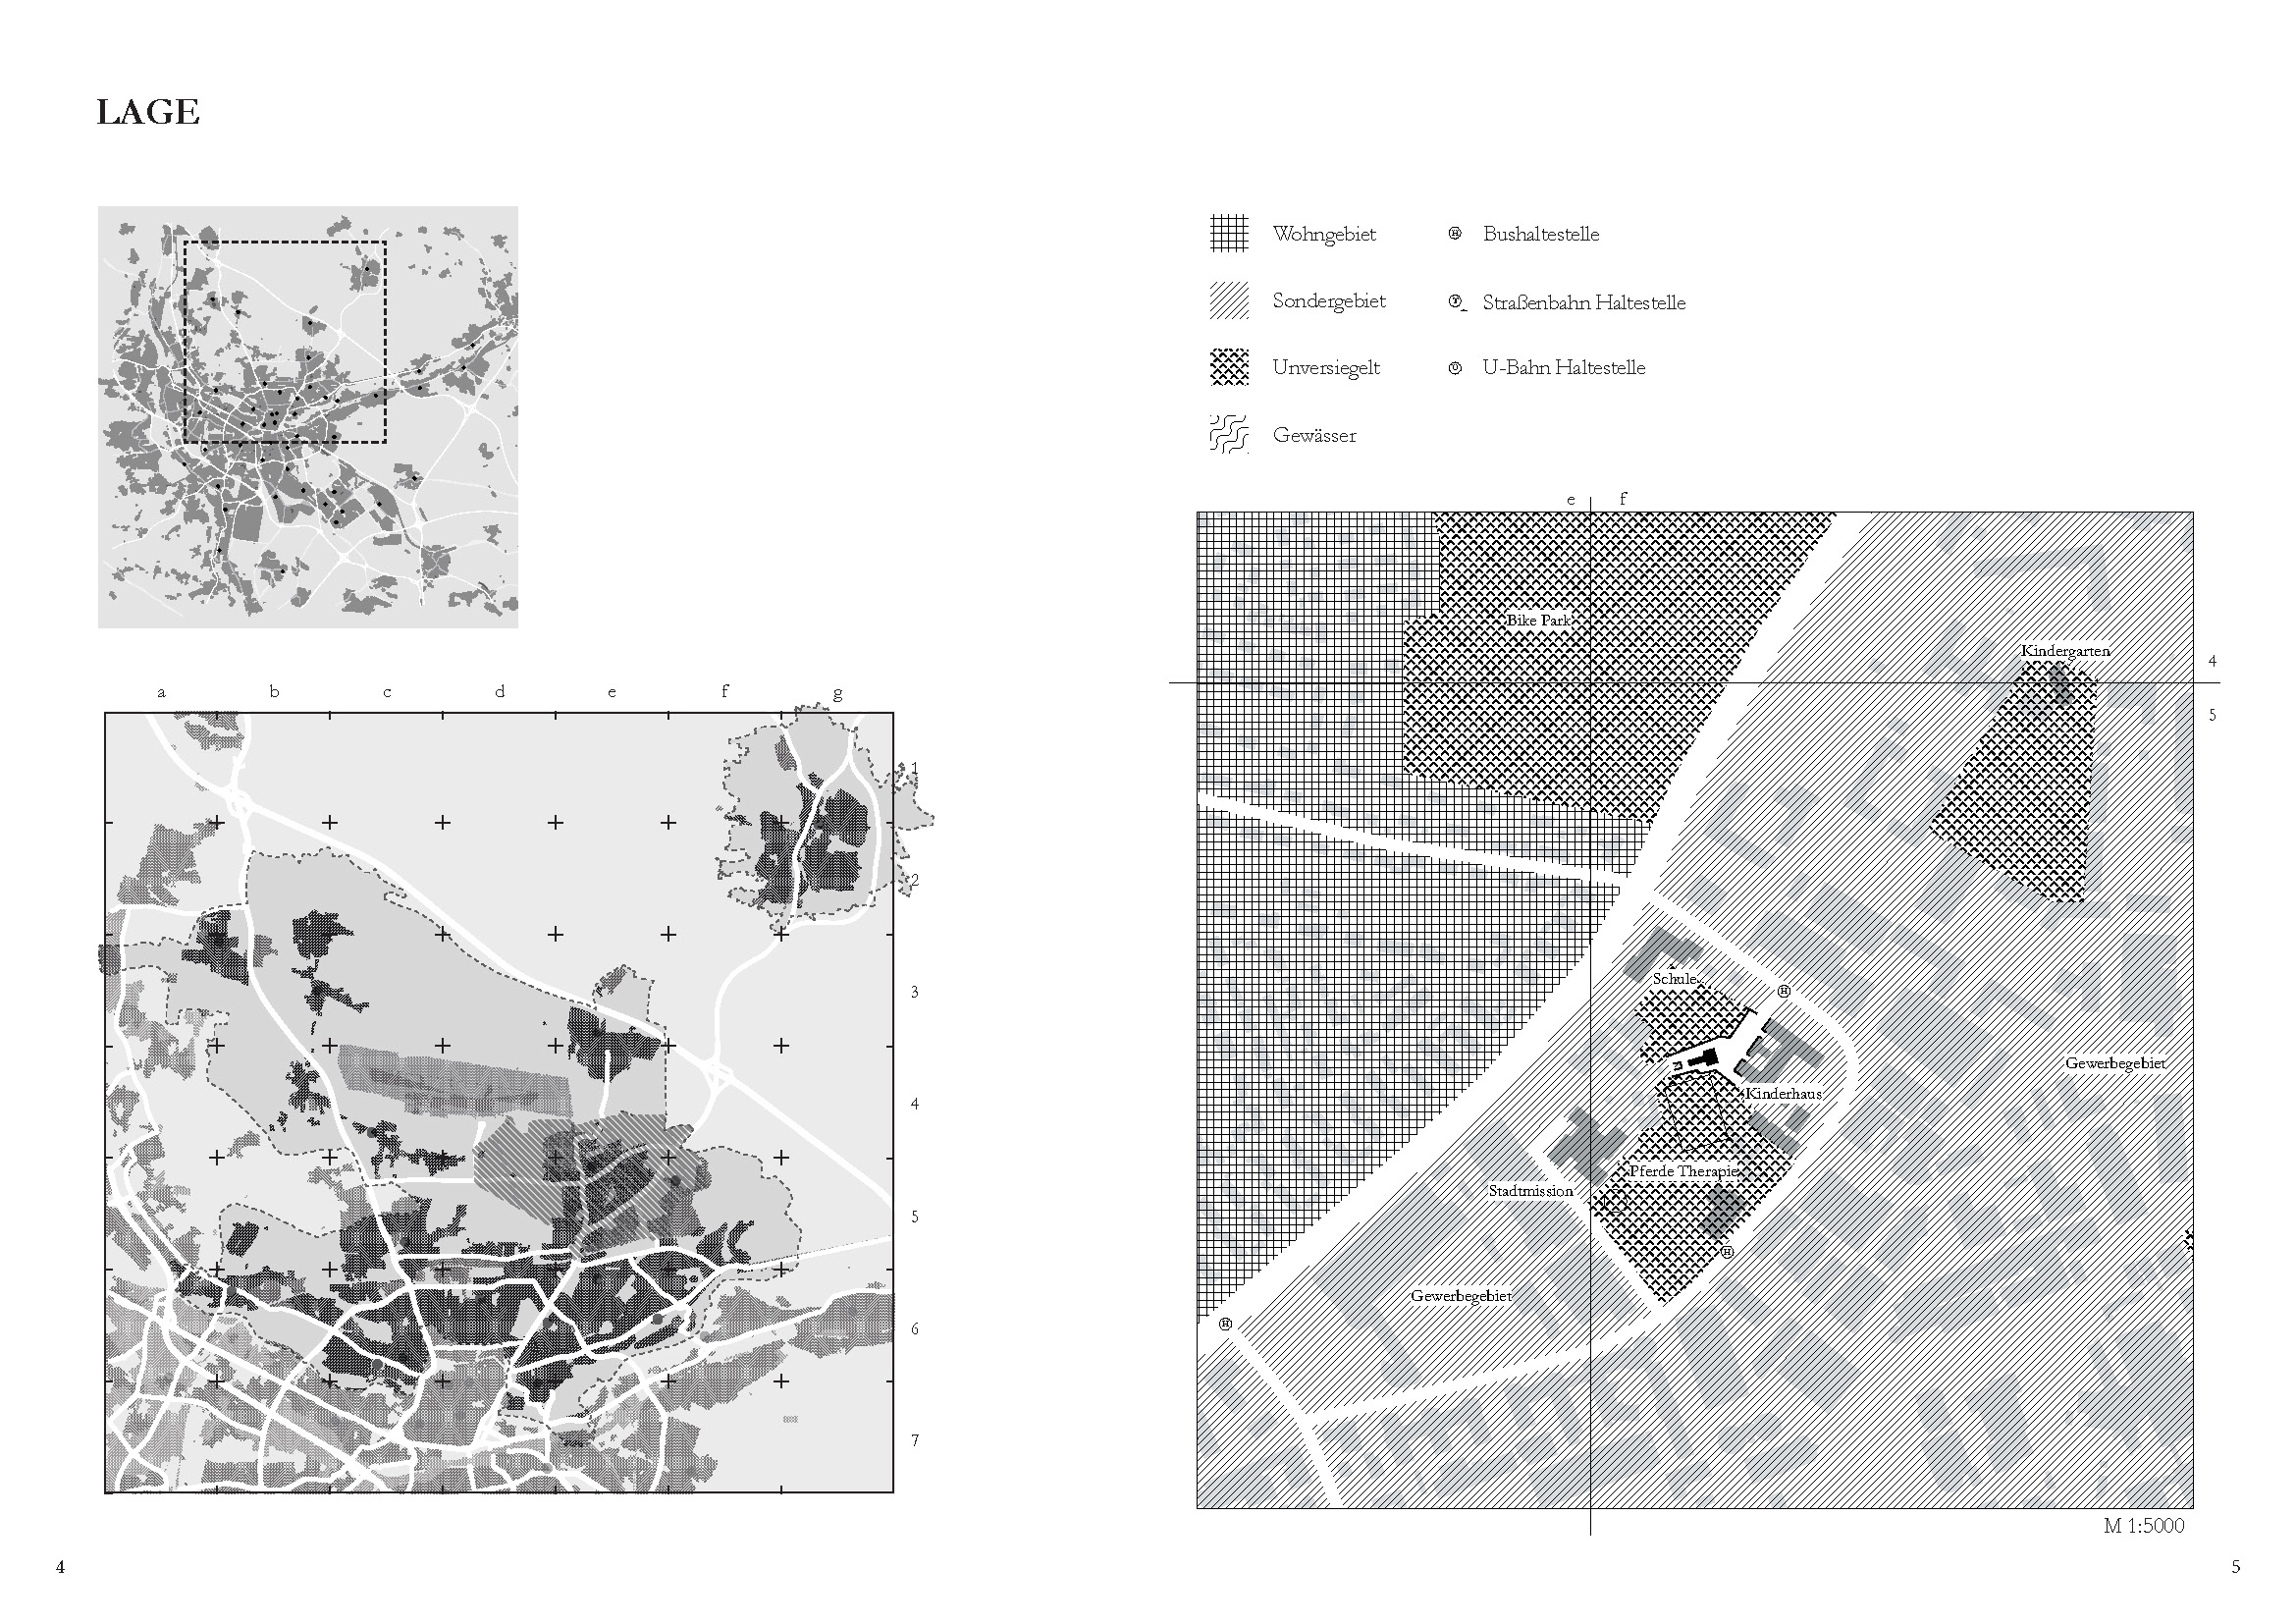 LAGE
Wohngebiet
Bushaltestelle
Sondergebiet
Straßenbahn Haltestelle
Unversiegelt
U-Bahn Haltestelle
Gewässer
a b c d e f g
1
2
3
4
5
6
7
e f
4
5
Bike Park
Kindergarten
Schule
H
Gewerbegebiet
Kinderhaus
Pferde Therapie
Stadtmission
H
Gewerbegebiet
H
M 1:5000
4
5